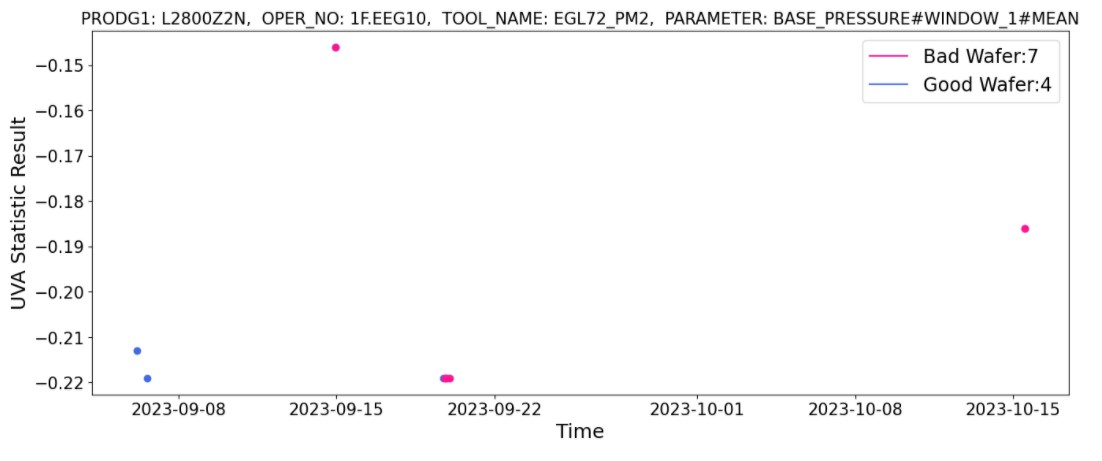 PRODG1: L2800Z2N, OPER_NO: 1F.EEG10, TOOL_NAME: EGL72_PM2, PARAMETER: BASE_PRESSURE#WINDOW_1#MEAN
Bad Wafer:7
Good Wafer:4
UVA Statistic Result
−0.15
−0.16
−0.17
−0.18
−0.19
−0.20
−0.21
−0.22
2023-09-08
2023-09-15
2023-09-22
2023-10-01
2023-10-08
2023-10-15
Time